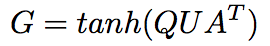 G = tanh(QUA^T)